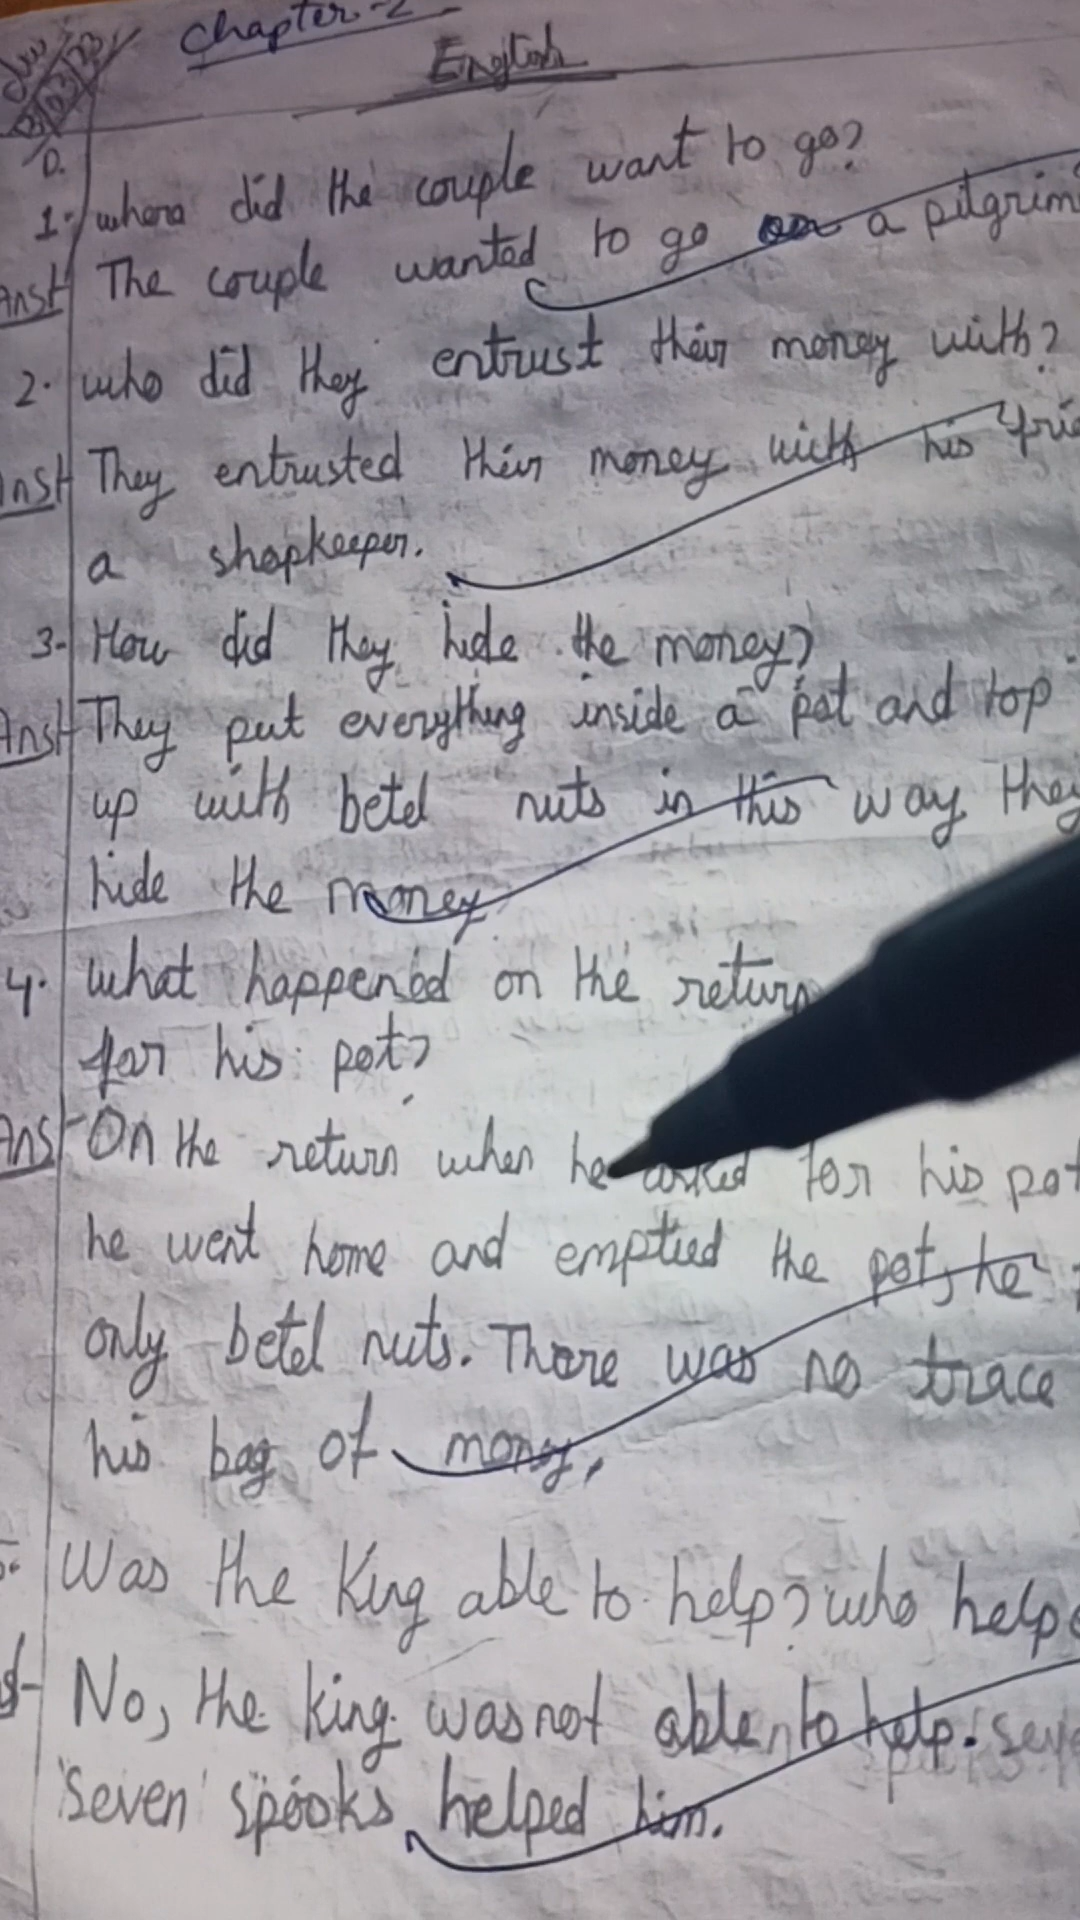 Chapter-2
English
D.
1. where did the couple want to go?
Ans+ The couple wanted to go on a pilgrim
2. who did they entrust their money with?
Ans+ They entrusted their money with his frie
a shopkeeper.
3- How did they hide the money?
Ans+ They put everything inside a pot and top
up with betel nuts in this way they
hide the money
4. what happened on the return
for his pot?
Ans+ On the return when he asked for his pot
he went home and emptied the pot, he
only betel nuts. There was no trace
his bag of money.
Was the King able to help? who helpe
No, the king was not able to help.
'Seven' spooks helped him.